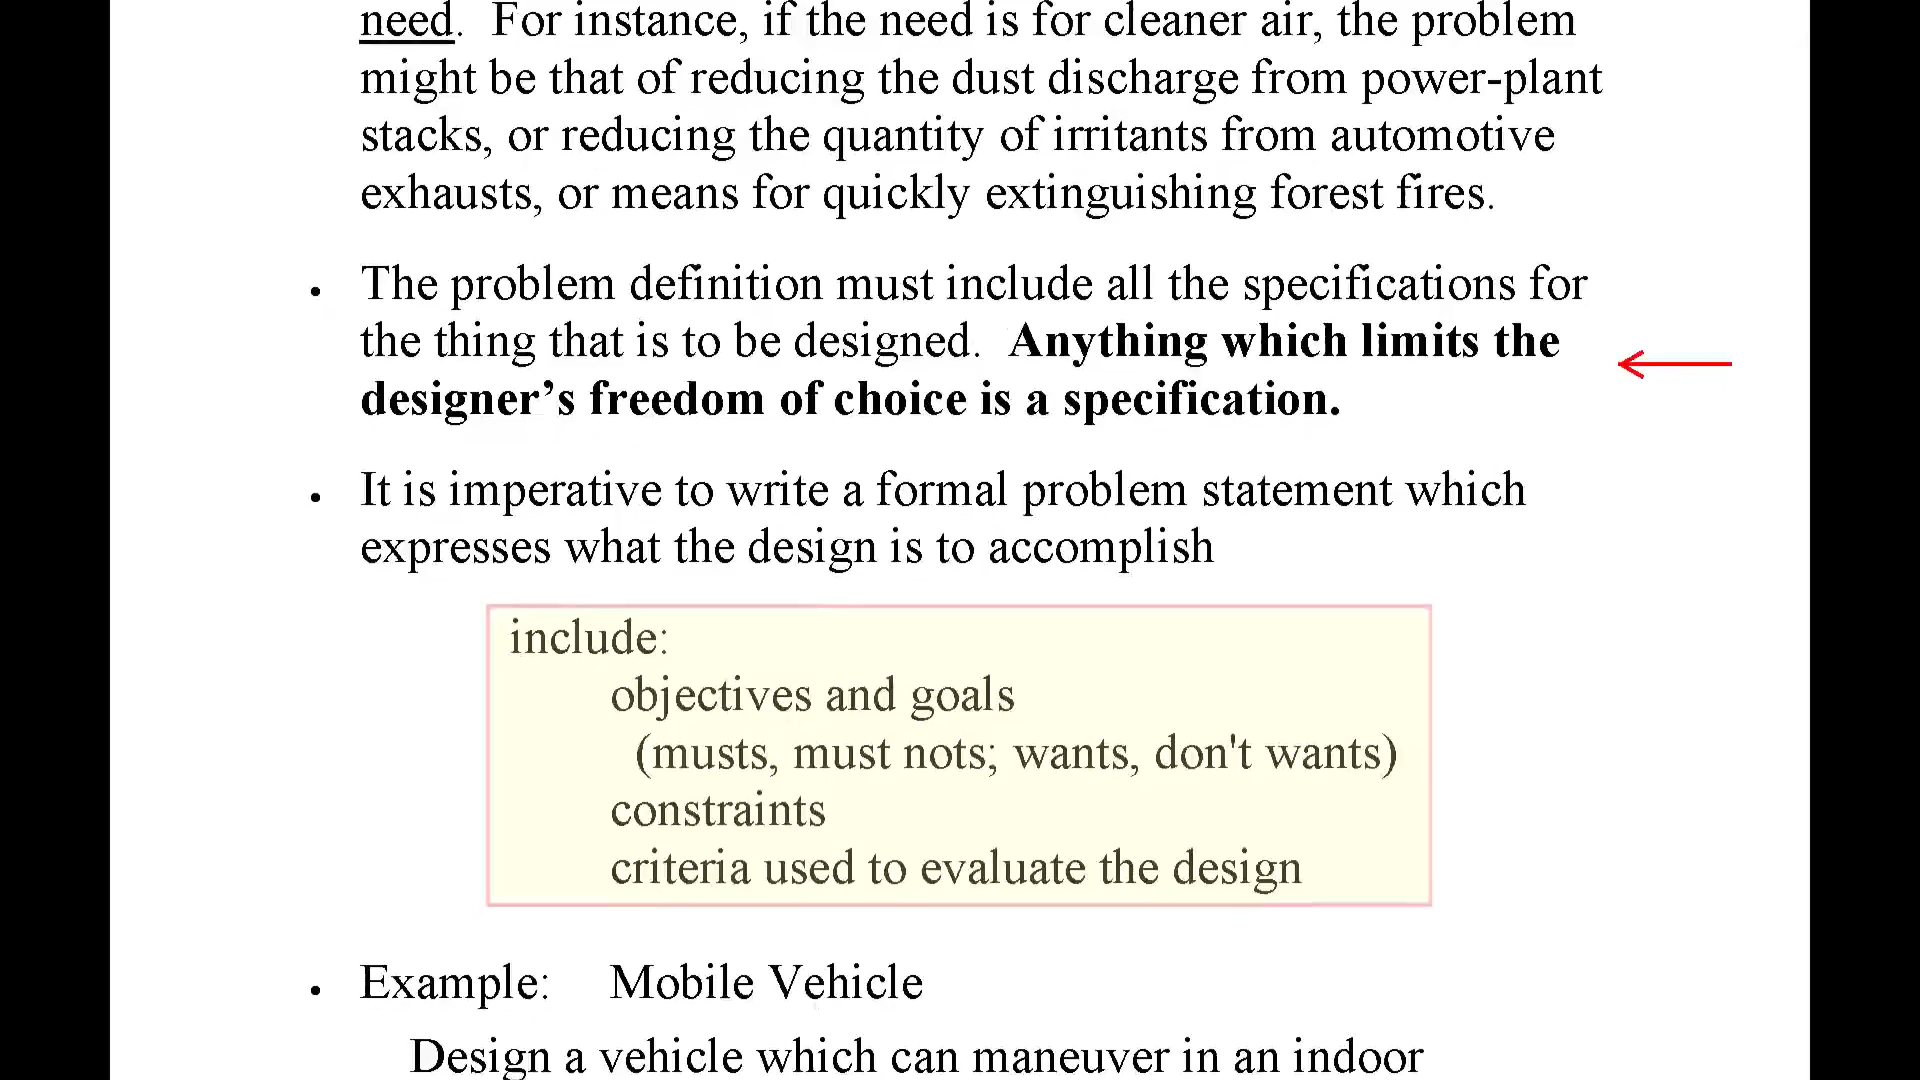 need. For instance, if the need is for cleaner air, the problem
might be that of reducing the dust discharge from power-plant
stacks, or reducing the quantity of irritants from automotive
exhausts, or means for quickly extinguishing forest fires.
• The problem definition must include all the specifications for
the thing that is to be designed. Anything which limits the
designer’s freedom of choice is a specification.
• It is imperative to write a formal problem statement which
expresses what the design is to accomplish
include:
objectives and goals
(musts, must nots; wants, don't wants)
constraints
criteria used to evaluate the design
• Example: Mobile Vehicle
Design a vehicle which can maneuver in an indoor